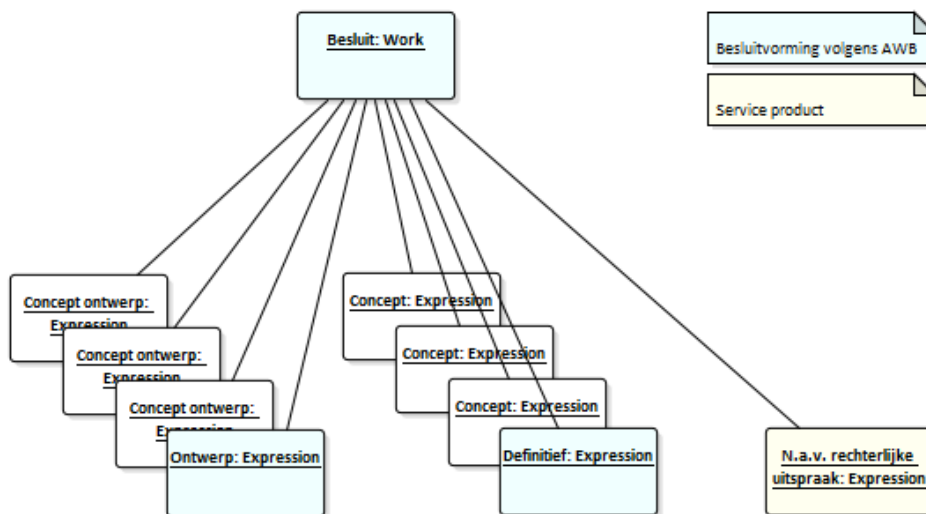 Besluit: Work
Besluitvorming volgens AWB
Service product
Concept ontwerp:
Expression
Concept ontwerp:
Expression
Concept ontwerp:
Expression
Ontwerp: Expression
Concept: Expression
Concept: Expression
Concept: Expression
Definitief: Expression
N.a.v. rechterlijke
uitspraak: Expression